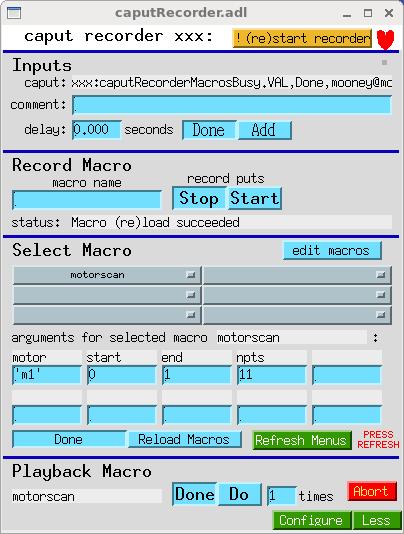 caputRecorder.adl
caput recorder xxx: !(re)start recorder
Inputs
caput: xxx:caputRecorderMacrosBusy.VAL,Done,mooney@mc
comment:
delay: 0.000 seconds Done Add
Record Macro
macro name record puts
Stop Start
status: Macro (re)load succeeded
Select Macro edit macros
motorscan
arguments for selected macro motorscan :
motor start end npts
'm1' 0 1 11
Done Reload Macros Refresh Menus PRESS REFRESH
Playback Macro
motorscan Done Do 1 times Abort
Configure Less